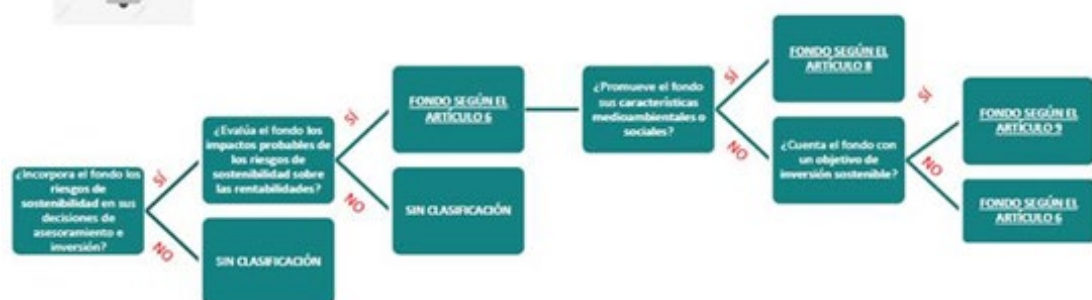 ¿Incorpora el fondo los
riesgos de
sostenibilidad en sus
decisiones de
asesoramiento e
inversión?
SÍ
NO
¿Evalúa el fondo los
impactos probables de
los riesgos de
sostenibilidad sobre
las rentabilidades?
SIN CLASIFICACIÓN
SÍ
NO
FONDO SEGÚN EL
ARTÍCULO 6
SIN CLASIFICACIÓN
¿Promueve el fondo
sus características
medioambientales o
sociales?
SÍ
NO
FONDO SEGÚN EL
ARTÍCULO 8
¿Cuenta el fondo con
un objetivo de
inversión sostenible?
SÍ
NO
FONDO SEGÚN EL
ARTÍCULO 9
FONDO SEGÚN EL
ARTÍCULO 6